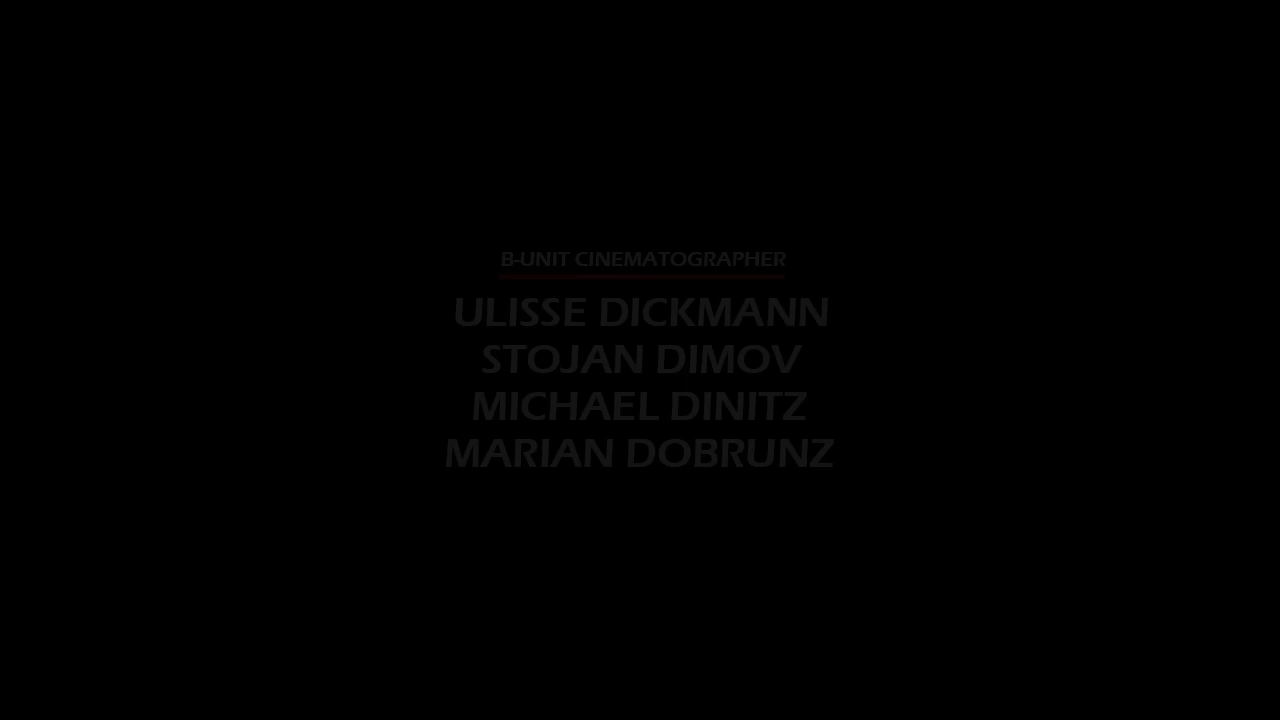 B-UNIT CINEMATOGRAPHER
ULISSE DICKMANN
STOJAN DIMOV
MICHAEL DINITZ
MARIAN DOBRUNZ